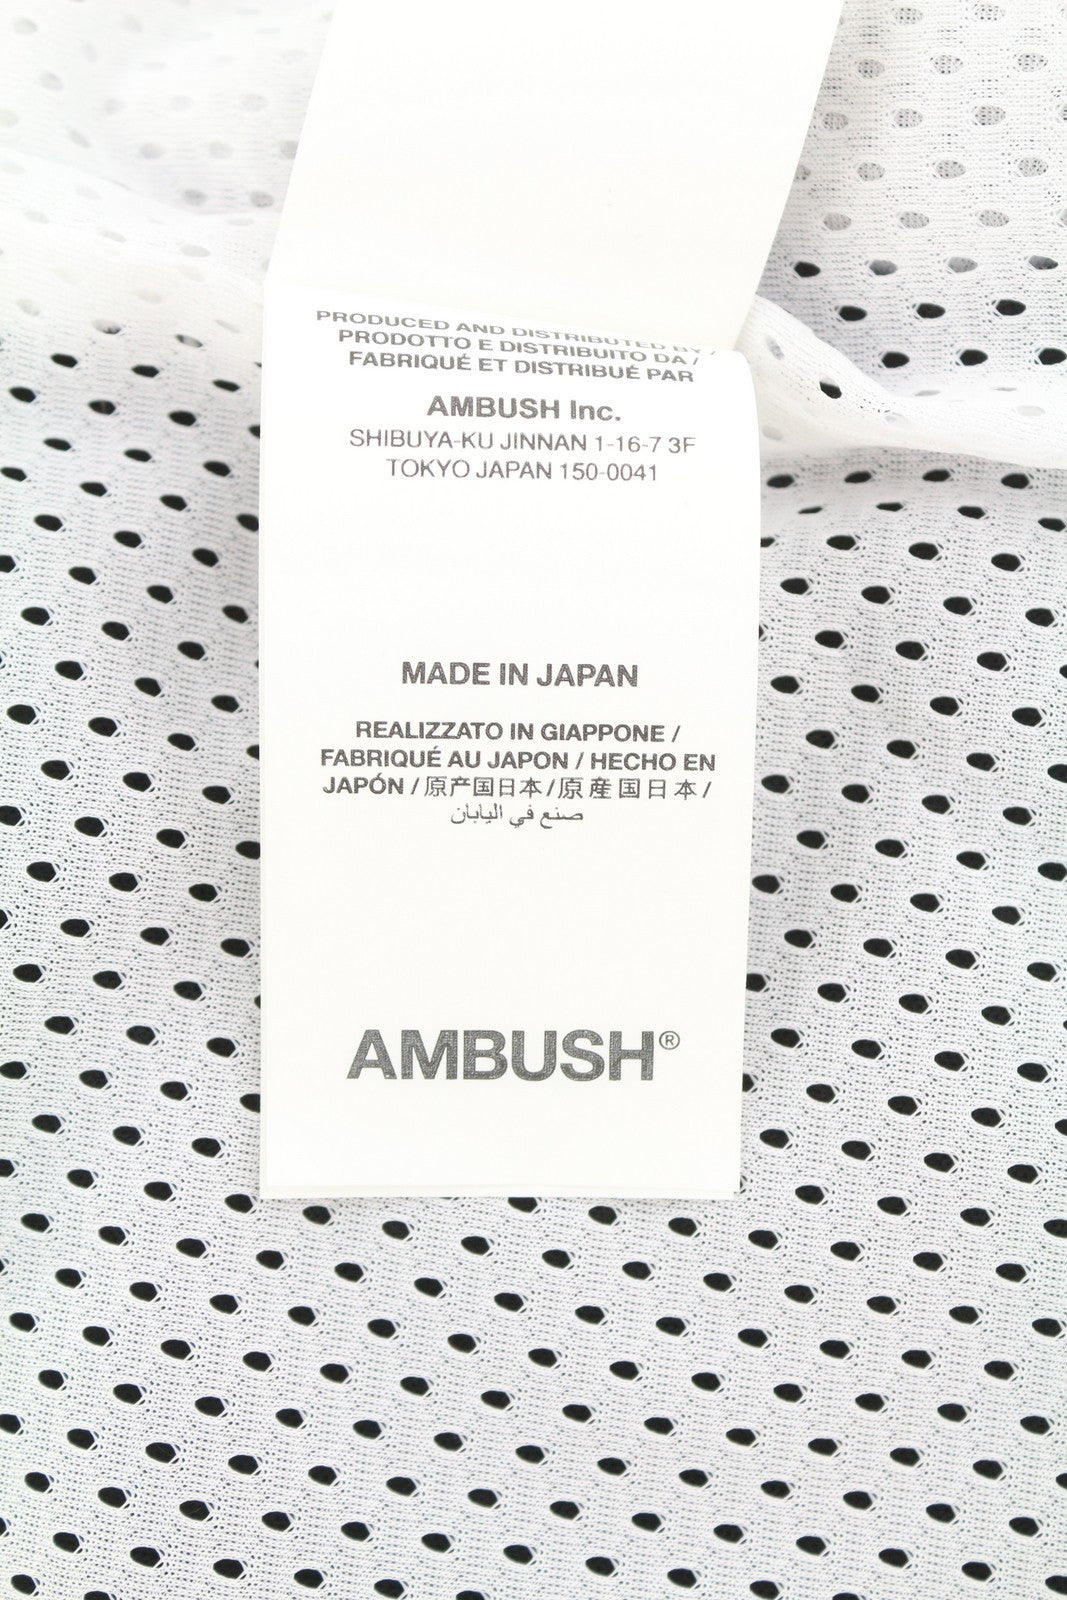 PRODUCED AND DISTRIBUTED BY /
PRODOTTO E DISTRIBUITO DA /
FABRIQUÉ ET DISTRIBUÉ PAR
AMBUSH Inc.
SHIBUYA-KU JINNAN 1-16-7 3F
TOKYO JAPAN 150-0041
MADE IN JAPAN
REALIZZATO IN GIAPPONE /
FABRIQUÉ AU JAPON / HECHO EN
JAPÓN / 原产国日本 / 原産国日本 /
صنع في اليابان
AMBUSH®